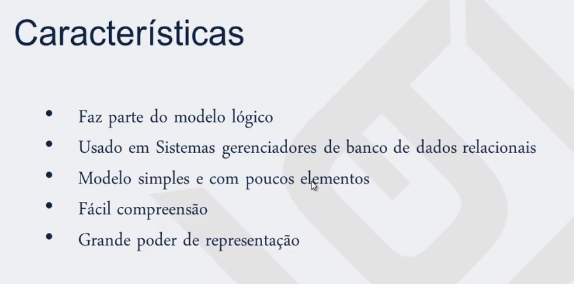 Características
• Faz parte do modelo lógico
• Usado em Sistemas gerenciadores de banco de dados relacionais
• Modelo simples e com poucos elementos
• Fácil compreensão
• Grande poder de representação